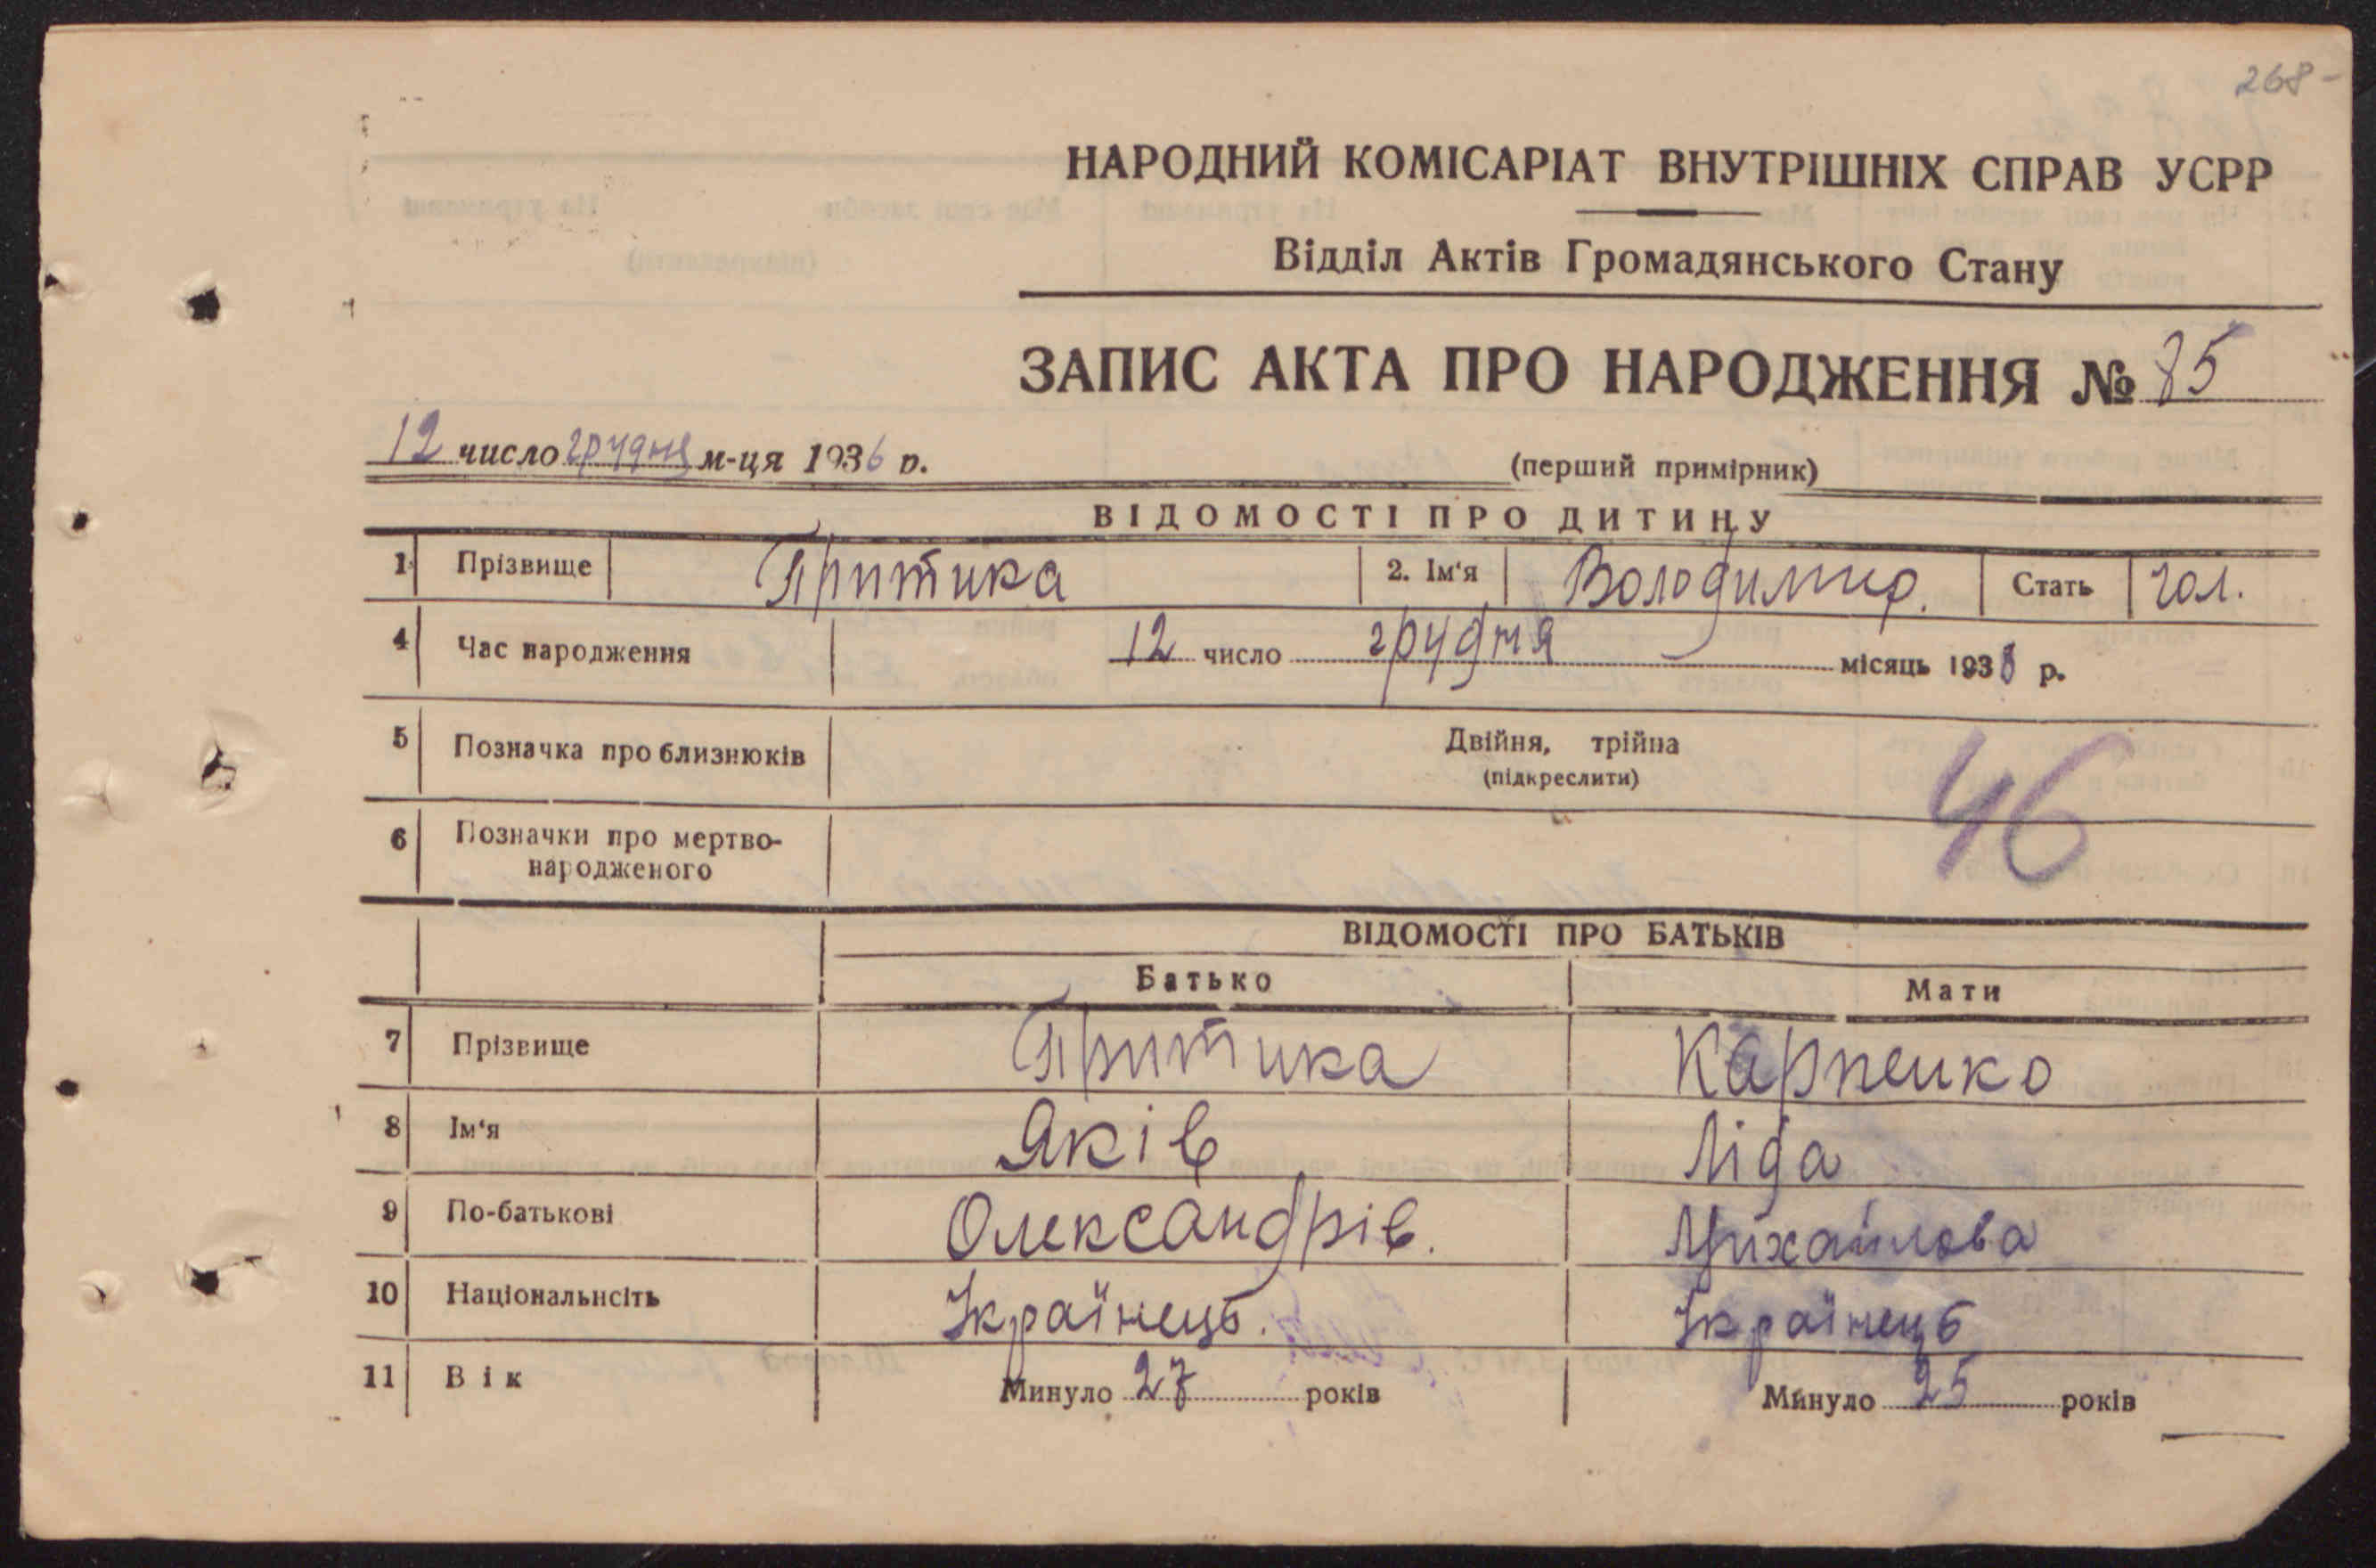 268-
НАРОДНИЙ КОМІСАРІАТ ВНУТРІШНІХ СПРАВ УСРР
Відділ Актів Громадянського Стану
ЗАПИС АКТА ПРО НАРОДЖЕННЯ № 85
12 число грудня м-ця 1936 р.
(перший примірник)
ВІДОМОСТІ ПРО ДИТИНУ
1 Прізвище Притика 2. Ім'я Володимир. Стать чол.
4 Час народження 12 число грудня місяць 193 р.
5 Позначка про близнюків Двійня, трійна
(підкреслити)
46
6 Позначки про мертво-
народженого
ВІДОМОСТІ ПРО БАТЬКІВ
Батько Мати
7 Прізвище Притика Карпенко
8 Ім'я Яків Ліда
9 По-батькові Олександрів. Михайлова
10 Національнсіть Українець. Українець
11 Вік Минуло 27 років Минуло 25 років